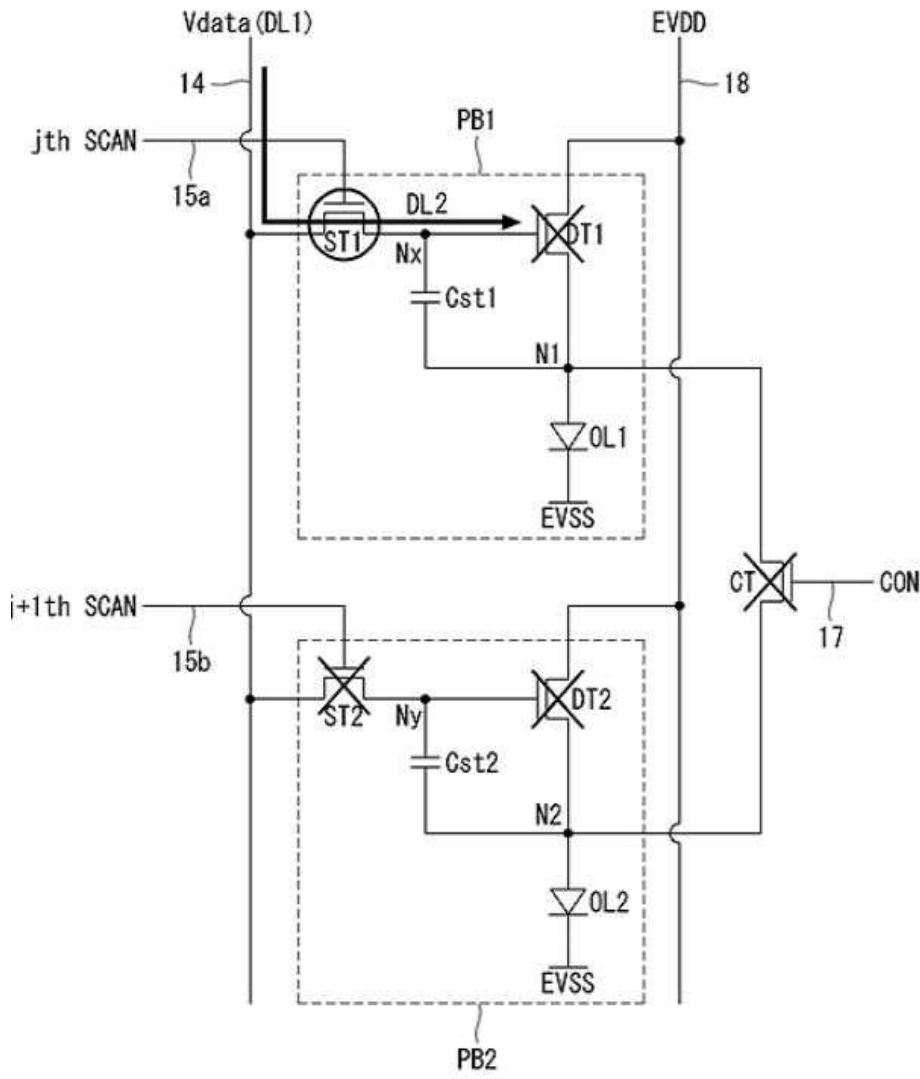 Vdata(DL1) EVDD
14 18
PB1
jth SCAN
15a
DL2
ST1 DT1
Nx
Cst1
N1
OL1
EVSS
CT CON
j+1th SCAN
17
15b
ST2 DT2
Ny
Cst2
N2
OL2
EVSS
PB2